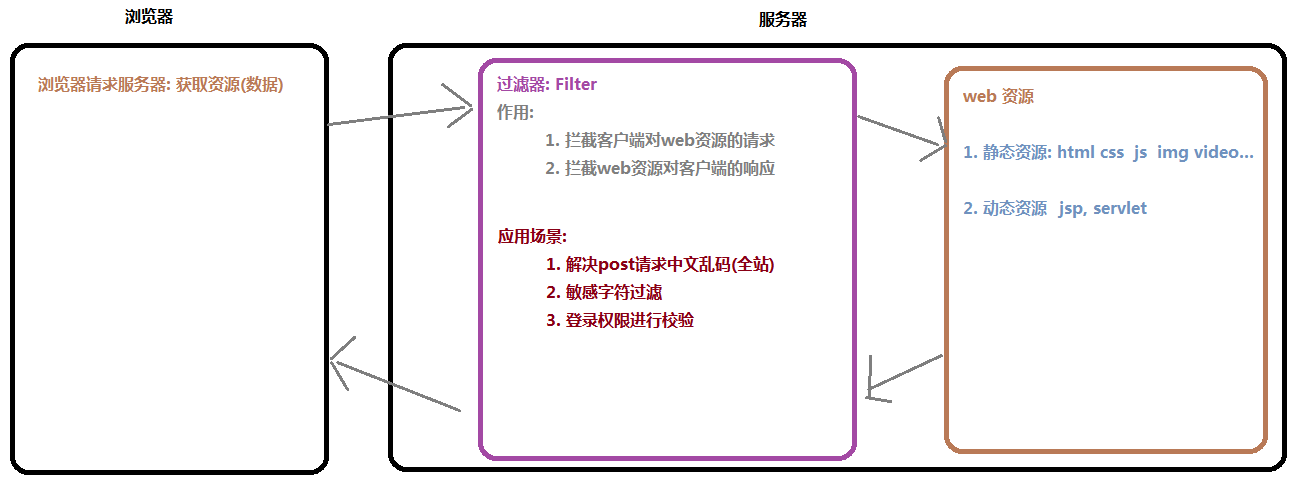 浏览器
服务器
浏览器请求服务器: 获取资源(数据)
过滤器: Filter
作用:
1. 拦截客户端对web资源的请求
2. 拦截web资源对客户端的响应
应用场景:
1. 解决post请求中文乱码(全站)
2. 敏感字符过滤
3. 登录权限进行校验
web 资源
1. 静态资源: html css js img video...
2. 动态资源 jsp, servlet